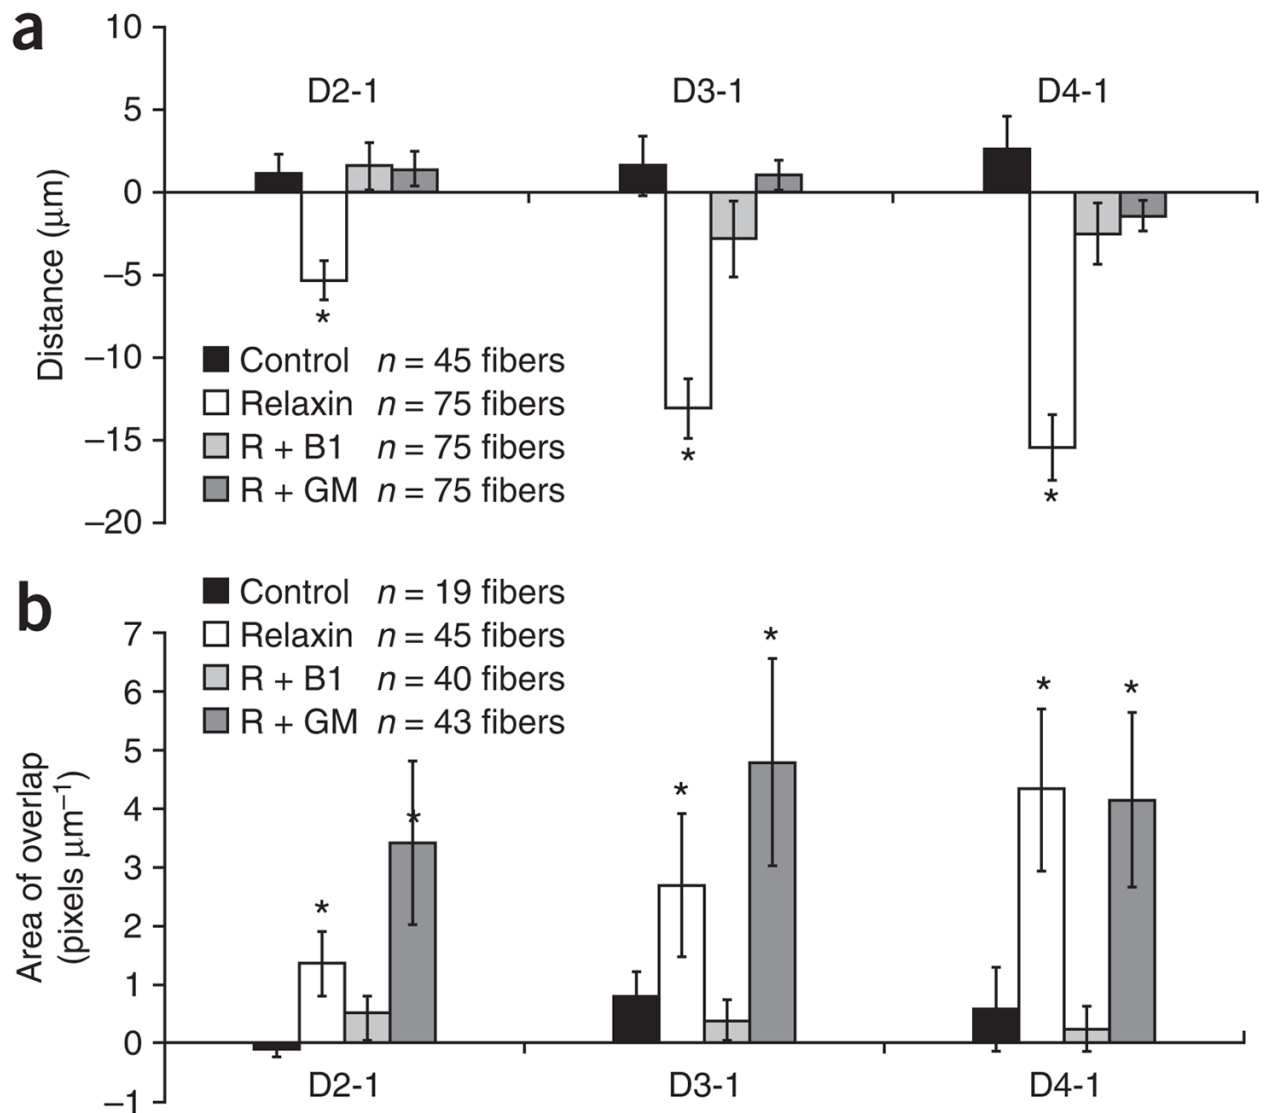 a
10
5
0
–5
–10
–15
–20
Distance (μm)
D2-1 D3-1 D4-1
*
*
*
Control n = 45 fibers
Relaxin n = 75 fibers
R + B1 n = 75 fibers
R + GM n = 75 fibers
b
Control n = 19 fibers
Relaxin n = 45 fibers
R + B1 n = 40 fibers
R + GM n = 43 fibers
7
6
5
4
3
2
1
0
–1
Area of overlap
(pixels μm⁻¹)
* * * * * *
D2-1 D3-1 D4-1